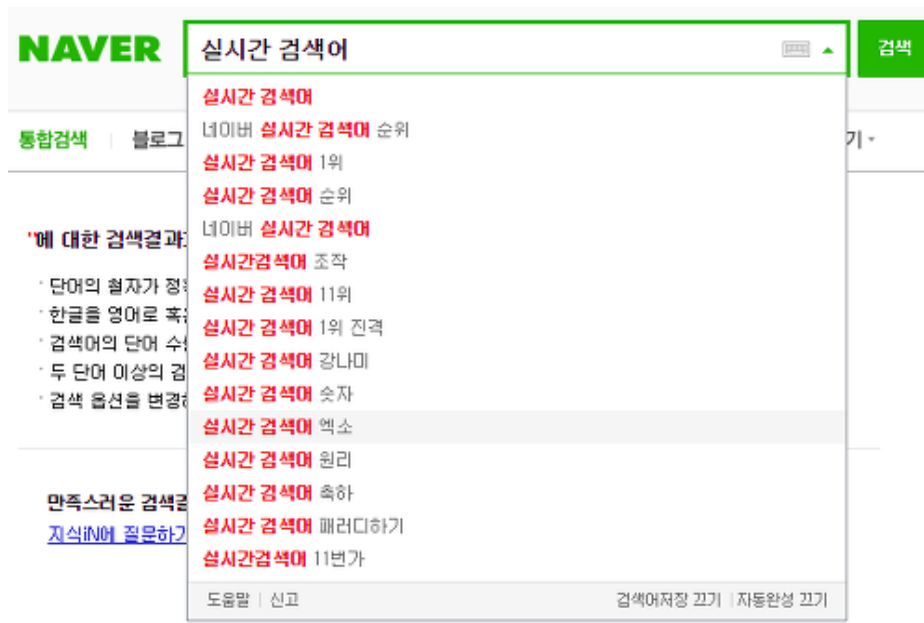 NAVER
실시간 검색어
검색
실시간 검색어
네이버 실시간 검색어 순위
실시간 검색어 1위
실시간 검색어 순위
네이버 실시간 검색어
실시간검색어 조작
실시간 검색어 11위
실시간 검색어 1위 진격
실시간 검색어 강나미
실시간 검색어 숫자
실시간 검색어 엑소
실시간 검색어 원리
실시간 검색어 축하
실시간 검색어 패러디하기
실시간검색어 11번가
도움말 | 신고
검색어저장 끄기 | 자동완성 끄기
통합검색 | 블로그
기
''에 대한 검색결과
· 단어의 철자가
· 한글을 영어로
· 검색어의 단어
· 두 단어 이상의 검
· 검색 옵션을 변경
만족스러운 검색결
지식iN에 질문하기